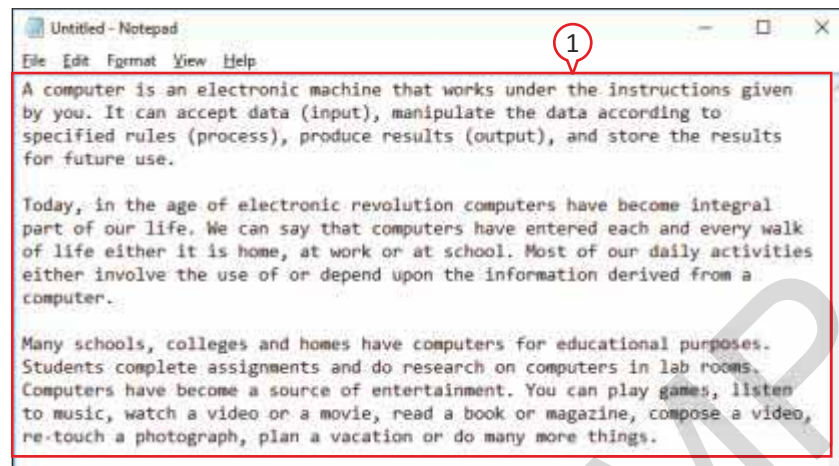 Untitled - Notepad
1
File Edit Format View Help
A computer is an electronic machine that works under the instructions given
by you. It can accept data (input), manipulate the data according to
specified rules (process), produce results (output), and store the results
for future use.
Today, in the age of electronic revolution computers have become integral
part of our life. We can say that computers have entered each and every walk
of life either it is home, at work or at school. Most of our daily activities
either involve the use of or depend upon the information derived from a
computer.
Many schools, colleges and homes have computers for educational purposes.
Students complete assignments and do research on computers in lab rooms.
Computers have become a source of entertainment. You can play games, listen
to music, watch a video or a movie, read a book or magazine, compose a video,
re-touch a photograph, plan a vacation or do many more things.